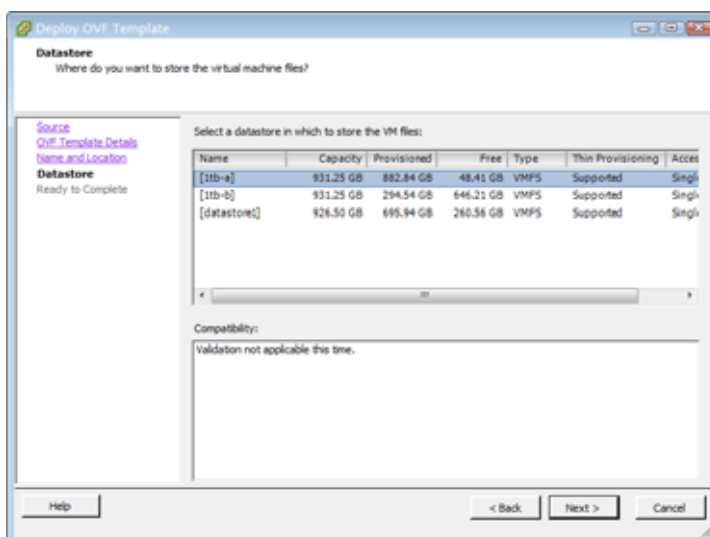 Deploy OVF Template
Datastore
Where do you want to store the virtual machine files?
Source
OVF Template Details
Name and Location
Datastore
Ready to Complete
Select a datastore in which to store the VM files:
Name Capacity Provisioned Free Type Thin Provisioning Acces
[1tb-a] 931.25 GB 882.84 GB 48.41 GB VMFS Supported Singl
[1tb-b] 931.25 GB 294.54 GB 646.21 GB VMFS Supported Singl
[datastore1] 926.50 GB 695.94 GB 260.56 GB VMFS Supported Singl
Compatibility:
Validation not applicable this time.
Help < Back Next > Cancel